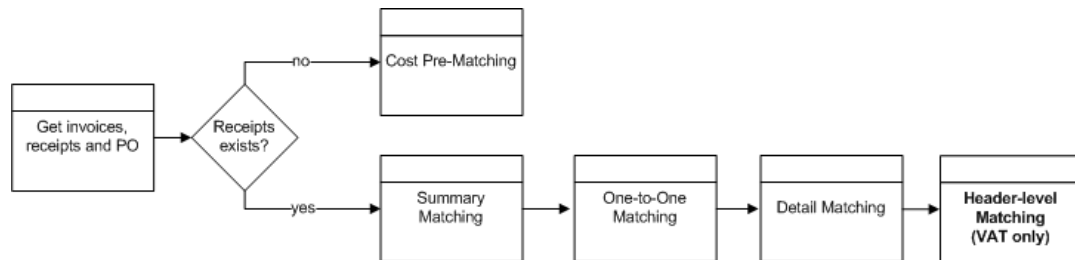 no
Cost Pre-Matching
Get invoices,
receipts and PO
Receipts
exists?
yes
Summary
Matching
One-to-One
Matching
Detail Matching
Header-level
Matching
(VAT only)